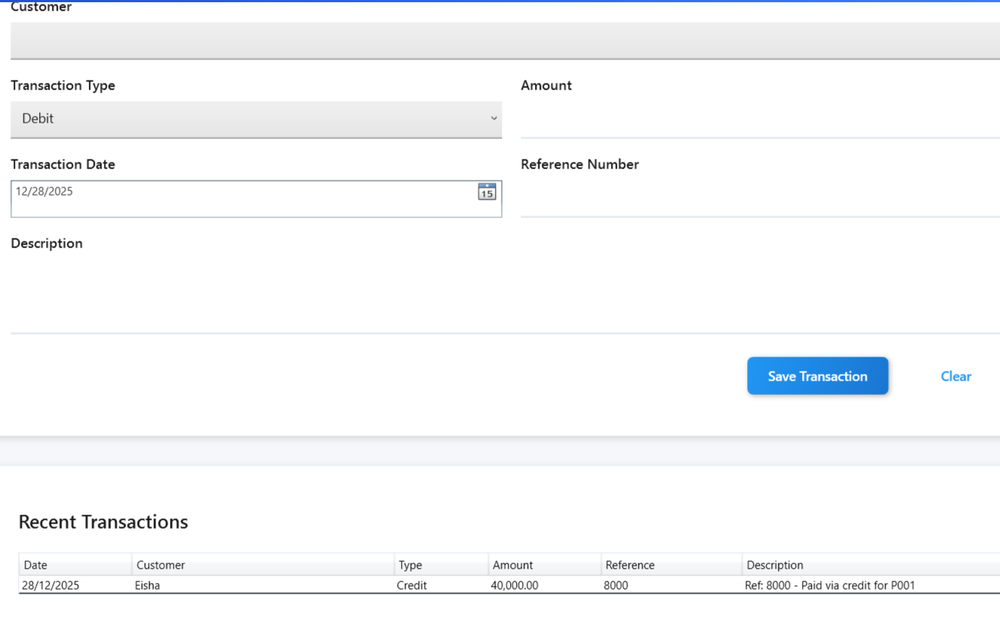 Customer
Transaction Type Amount
Debit
Transaction Date Reference Number
12/28/2025 15
Description
Save Transaction Clear
Recent Transactions
Date Customer Type Amount Reference Description
28/12/2025 Eisha Credit 40,000.00 8000 Ref: 8000 - Paid via credit for P001